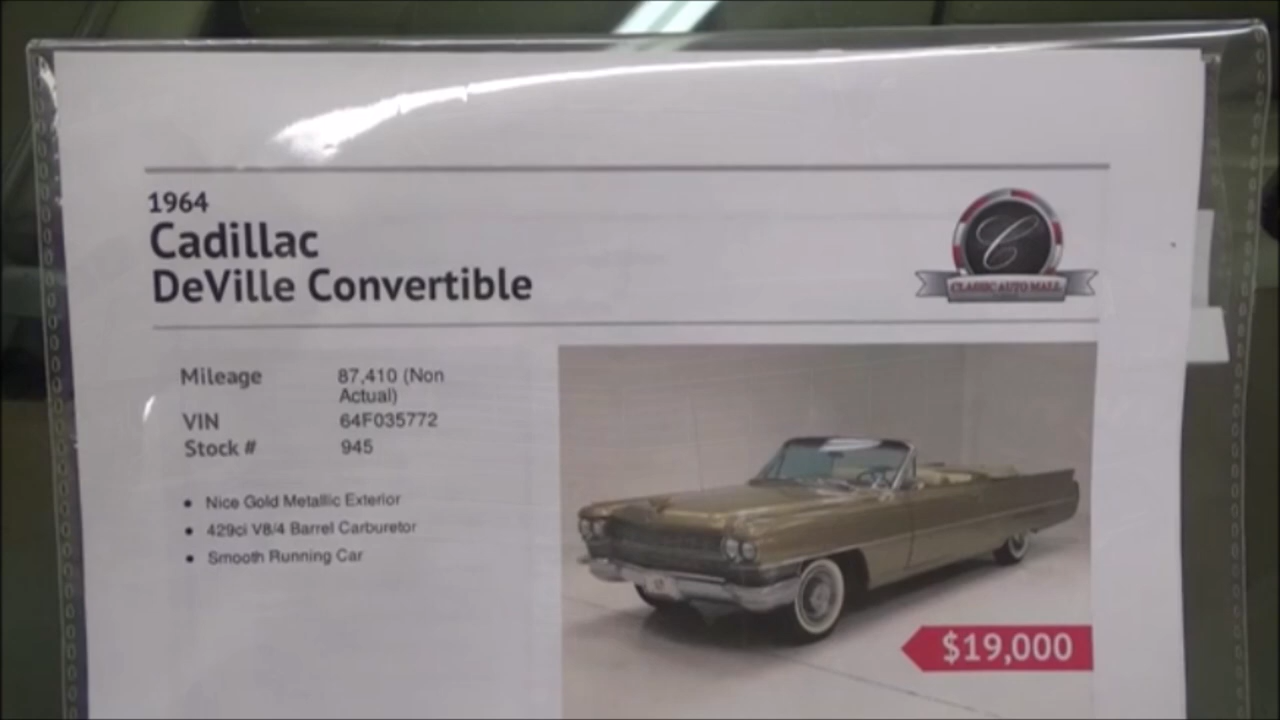 1964
Cadillac
DeVille Convertible
C
CLASSIC AUTO MALL
Mileage 87,410 (Non
Actual)
VIN 64F035772
Stock # 945
• Nice Gold Metallic Exterior
• 429ci V8/4 Barrel Carburetor
• Smooth Running Car
$19,000